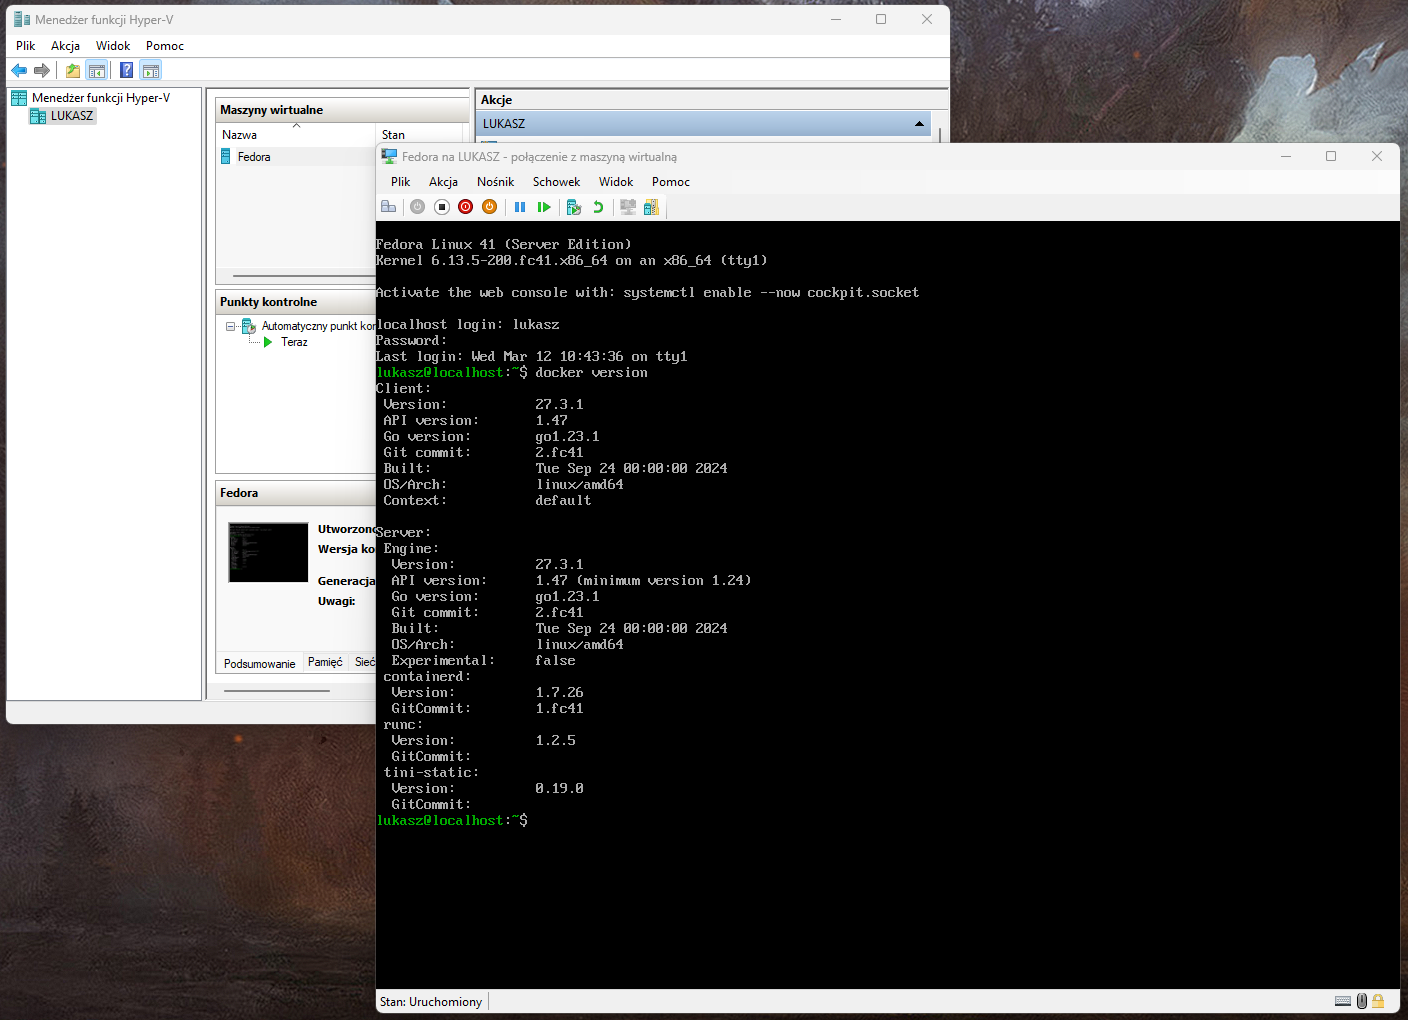 Menedżer funkcji Hyper-V
Plik Akcja Widok Pomoc
Menedżer funkcji Hyper-V
LUKASZ
Maszyny wirtualne
Nazwa Stan
Fedora
Punkty kontrolne
Automatyczny punkt kon
Teraz
Fedora
Utworzono
Wersja ko
Generacja
Uwagi:
Podsumowanie Pamięć Sieć
Akcje
LUKASZ
Fedora na LUKASZ - połączenie z maszyną wirtualną
Plik Akcja Nośnik Schowek Widok Pomoc
Fedora Linux 41 (Server Edition)
Kernel 6.13.5-200.fc41.x86_64 on an x86_64 (tty1)
Activate the web console with: systemctl enable --now cockpit.socket
localhost login: lukasz
Password:
Last login: Wed Mar 12 10:43:36 on tty1
lukasz@localhost:~$ docker version
Client:
Version: 27.3.1
API version: 1.47
Go version: go1.23.1
Git commit: 2.fc41
Built: Tue Sep 24 00:00:00 2024
OS/Arch: linux/amd64
Context: default
Server:
Engine:
Version: 27.3.1
API version: 1.47 (minimum version 1.24)
Go version: go1.23.1
Git commit: 2.fc41
Built: Tue Sep 24 00:00:00 2024
OS/Arch: linux/amd64
Experimental: false
containerd:
Version: 1.7.26
GitCommit: 1.fc41
runc:
Version: 1.2.5
GitCommit:
tini-static:
Version: 0.19.0
GitCommit:
lukasz@localhost:~$
Stan: Uruchomiony